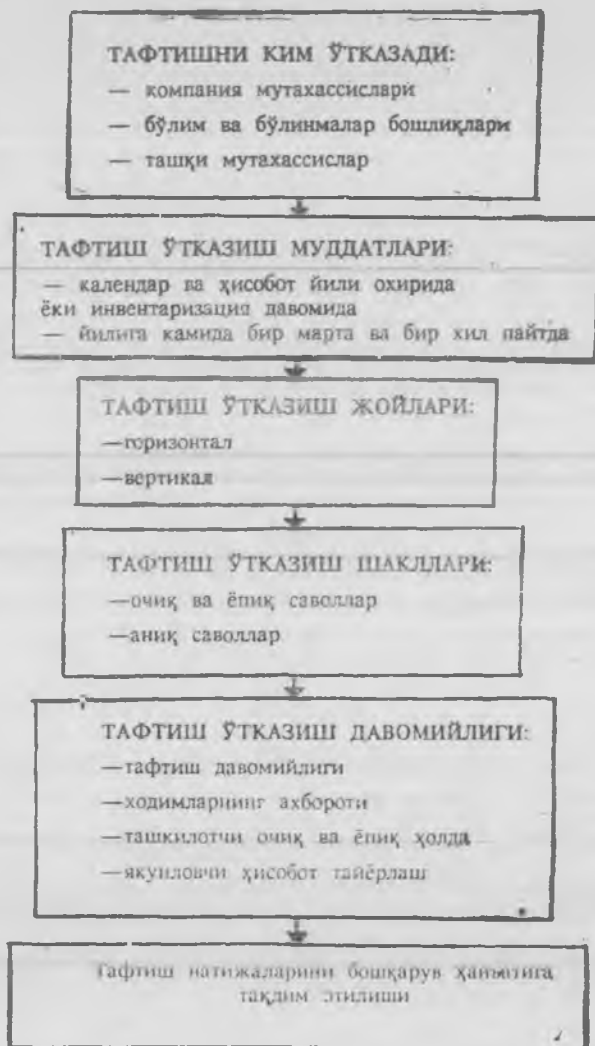 ТАФТИШНИ КИМ ЎТКАЗАДИ:
— компания мутахассислари
— бўлим ва бўлинмалар бошлиқлари
— ташқи мутахассислар
ТАФТИШ ЎТКАЗИШ МУДДАТЛАРИ:
— календар ва ҳисобот йили охирида
ёки инвентаризация давомида
— йилига камида бир марта ва бир хил пайтда
ТАФТИШ ЎТКАЗИШ ЖОЙЛАРИ:
—горизонтал
—вертикал
ТАФТИШ ЎТКАЗИШ ШАКЛЛАРИ:
—очиқ ва ёпиқ саволлар
—аниқ саволлар
ТАФТИШ ЎТКАЗИШ ДАВОМИЙЛИГИ:
—тафтиш давомийлиги
—ходимларнинг ахбороти
—ташкилотчи очиқ ва ёпиқ ҳолда
—якунловчи ҳисобот тайёрлаш
Тафтиш натижаларини бошқарув ҳайъатига
тақдим этилиши